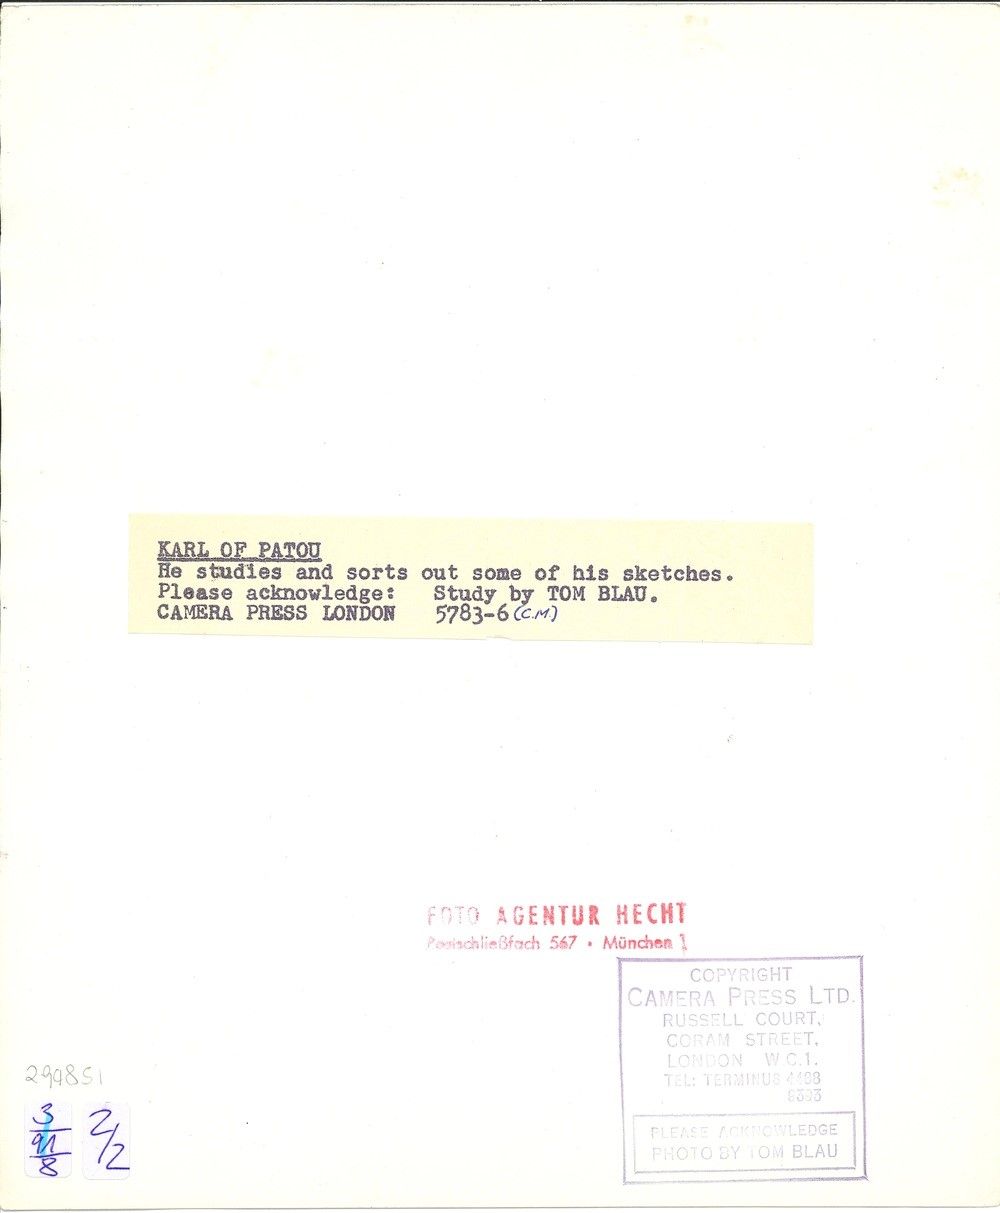 KARL OF PATOU
He studies and sorts out some of his sketches.
Please acknowledge: Study by TOM BLAU.
CAMERA PRESS LONDON 5783-6 (C.M.)
FOTO AGENTUR HECHT
Postschließfach 567 • München 1
COPYRIGHT
CAMERA PRESS LTD.
RUSSELL COURT,
CORAM STREET,
LONDON W.C.1.
TEL: TERMINUS 4488
PLEASE ACKNOWLEDGE
PHOTO BY TOM BLAU
299851
3
91
8
2/2